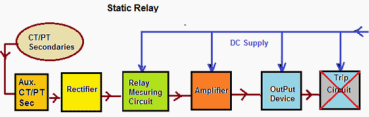 Static Relay
CT/PT
Secondaries
DC Supply
Aux.
CT/PT
Sec
Rectifier
Relay
Mesuring
Circuit
Amplifier
OutPut
Device
Trip
Circuit